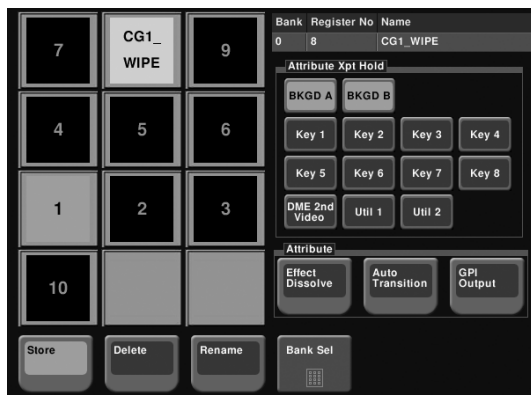 7
CG1_
WIPE
9
4
5
6
1
2
3
10
Store
Delete
Rename
Bank Register No Name
0 8 CG1_WIPE
Attribute Xpt Hold
BKGD A BKGD B
Key 1 Key 2 Key 3 Key 4
Key 5 Key 6 Key 7 Key 8
DME 2nd
Video
Util 1 Util 2
Attribute
Effect
Dissolve
Auto
Transition
GPI
Output
Bank Sel